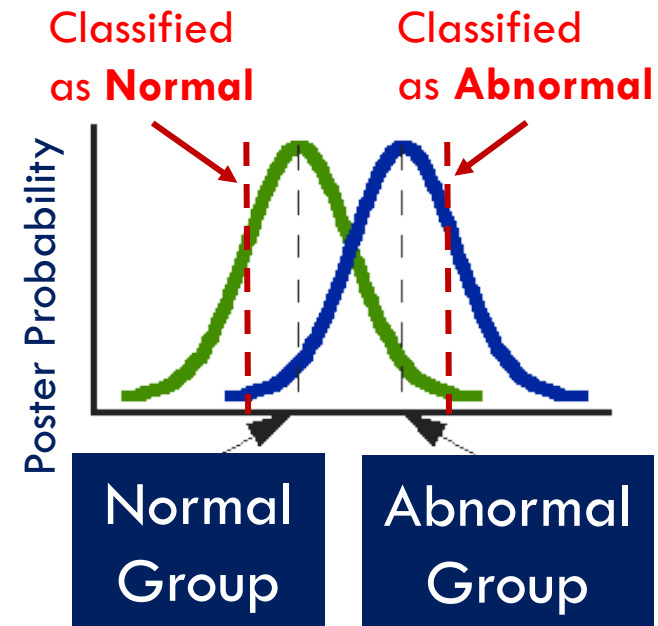 Classified
as Normal
Classified
as Abnormal
Poster Probability
Normal
Group
Abnormal
Group